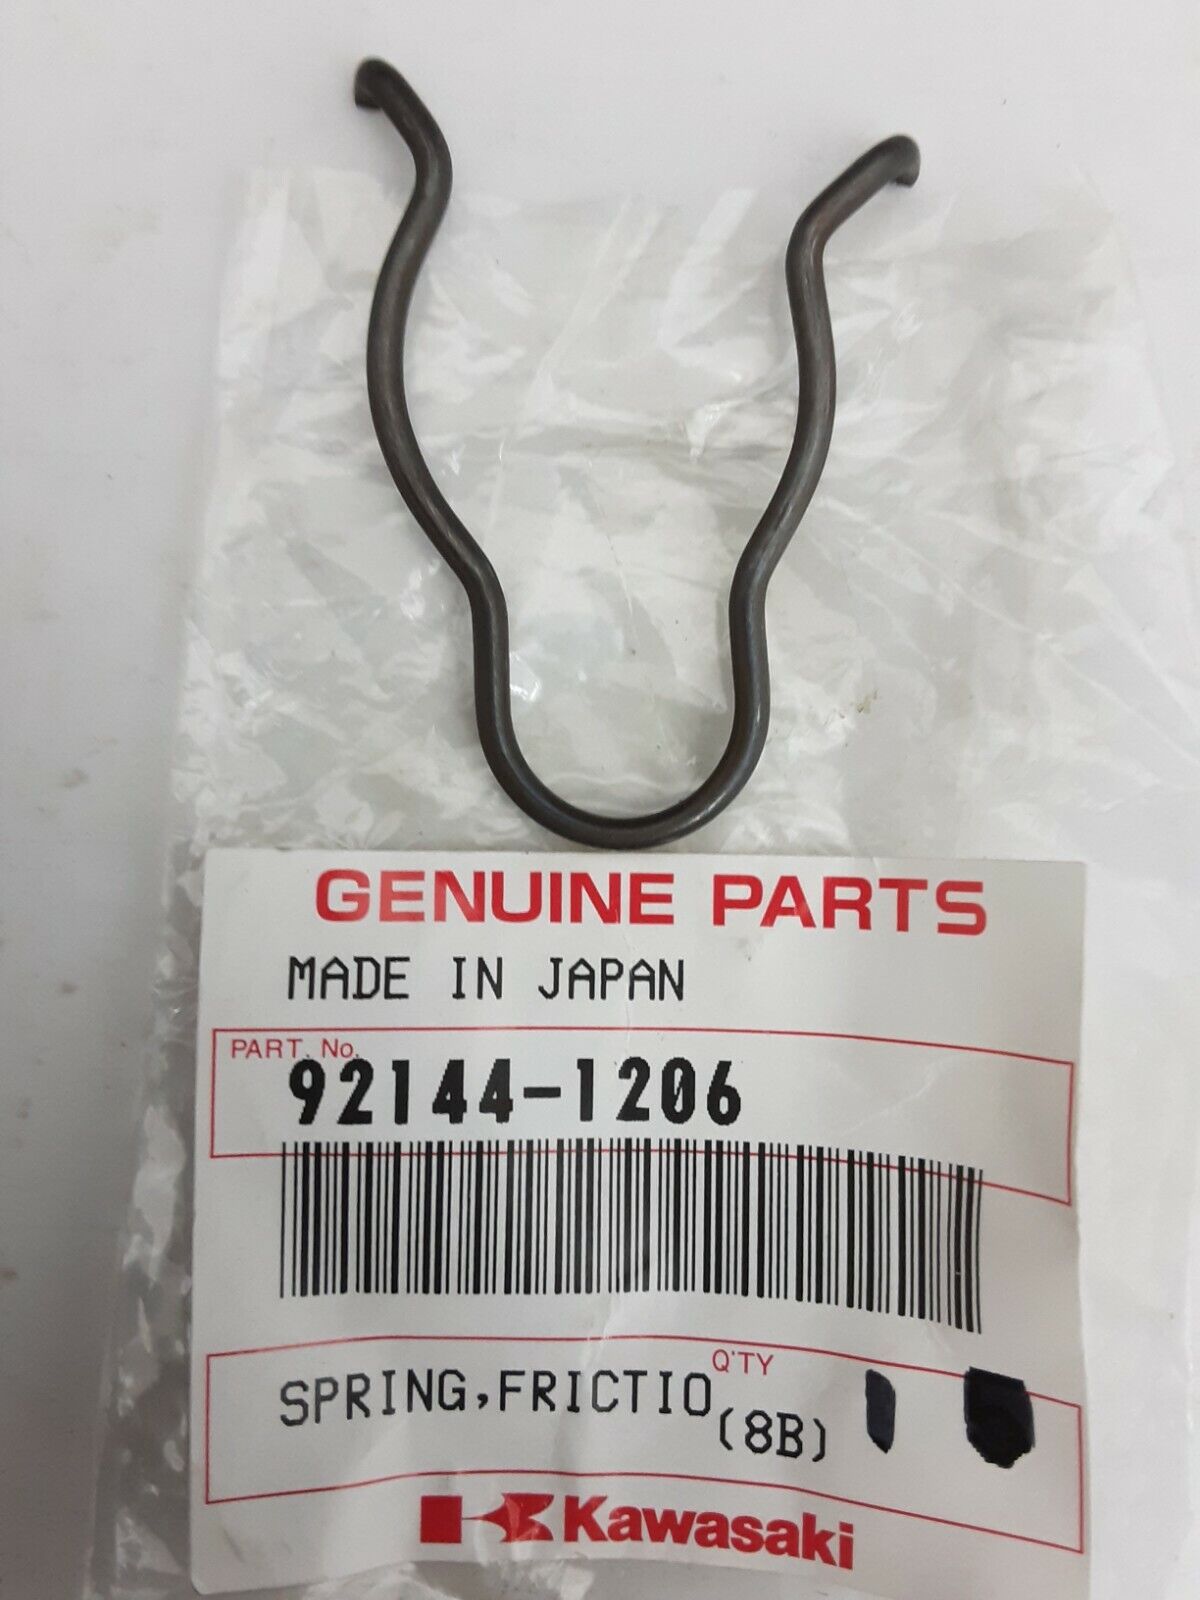 GENUINE PARTS
MADE IN JAPAN
PART. No.
92144-1206
Q'TY
SPRING,FRICTIO
(8B)
Kawasaki